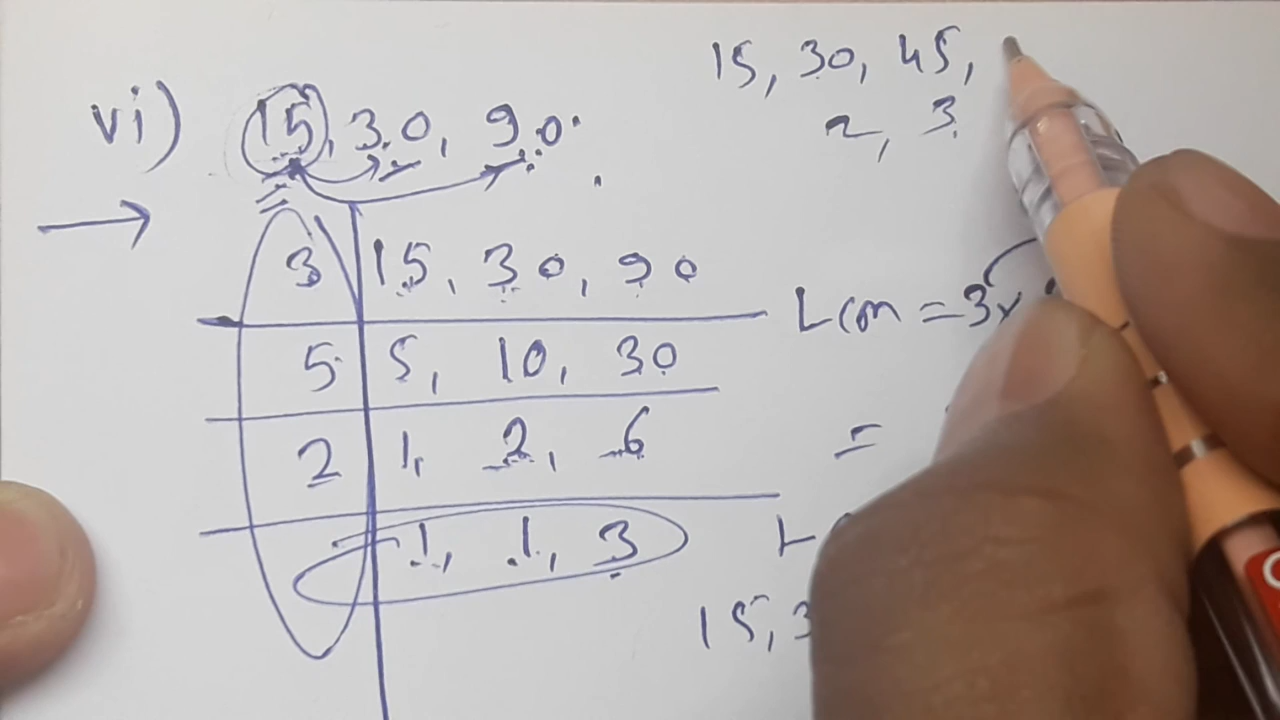 15, 30, 45,
2, 3
vi) 15, 30, 90.
3 15, 30, 90
5 5, 10, 30
2 1, 2, 6
1, 1, 3
Lcm = 3x
=
L
15, 3